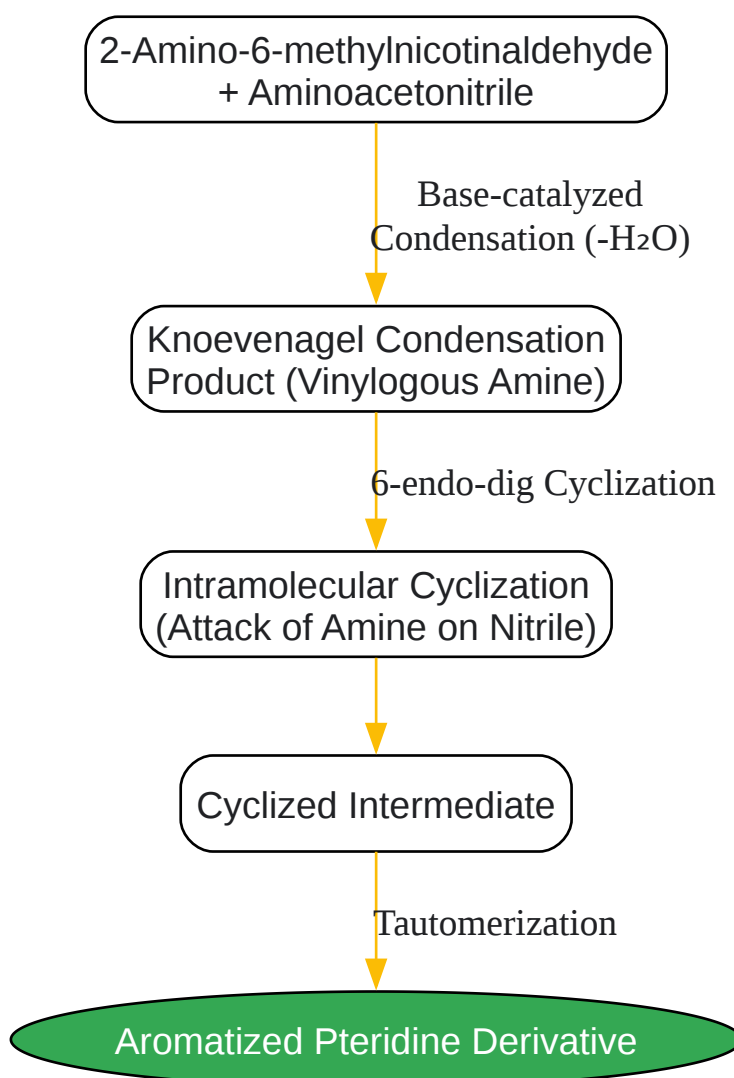 2-Amino-6-methylnicotinaldehyde
+ Aminoacetonitrile
Base-catalyzed
Condensation (-H₂O)
Knoevenagel Condensation
Product (Vinylogous Amine)
6-endo-dig Cyclization
Intramolecular Cyclization
(Attack of Amine on Nitrile)
Cyclized Intermediate
Tautomerization
Aromatized Pteridine Derivative